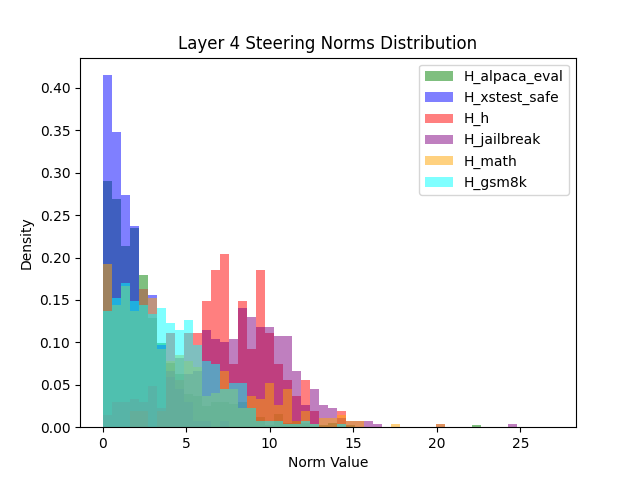 Layer 4 Steering Norms Distribution
H_alpaca_eval
H_xstest_safe
H_h
H_jailbreak
H_math
H_gsm8k
0.40
0.35
0.30
0.25
0.20
0.15
0.10
0.05
0.00
Density
0 5 10 15 20 25
Norm Value